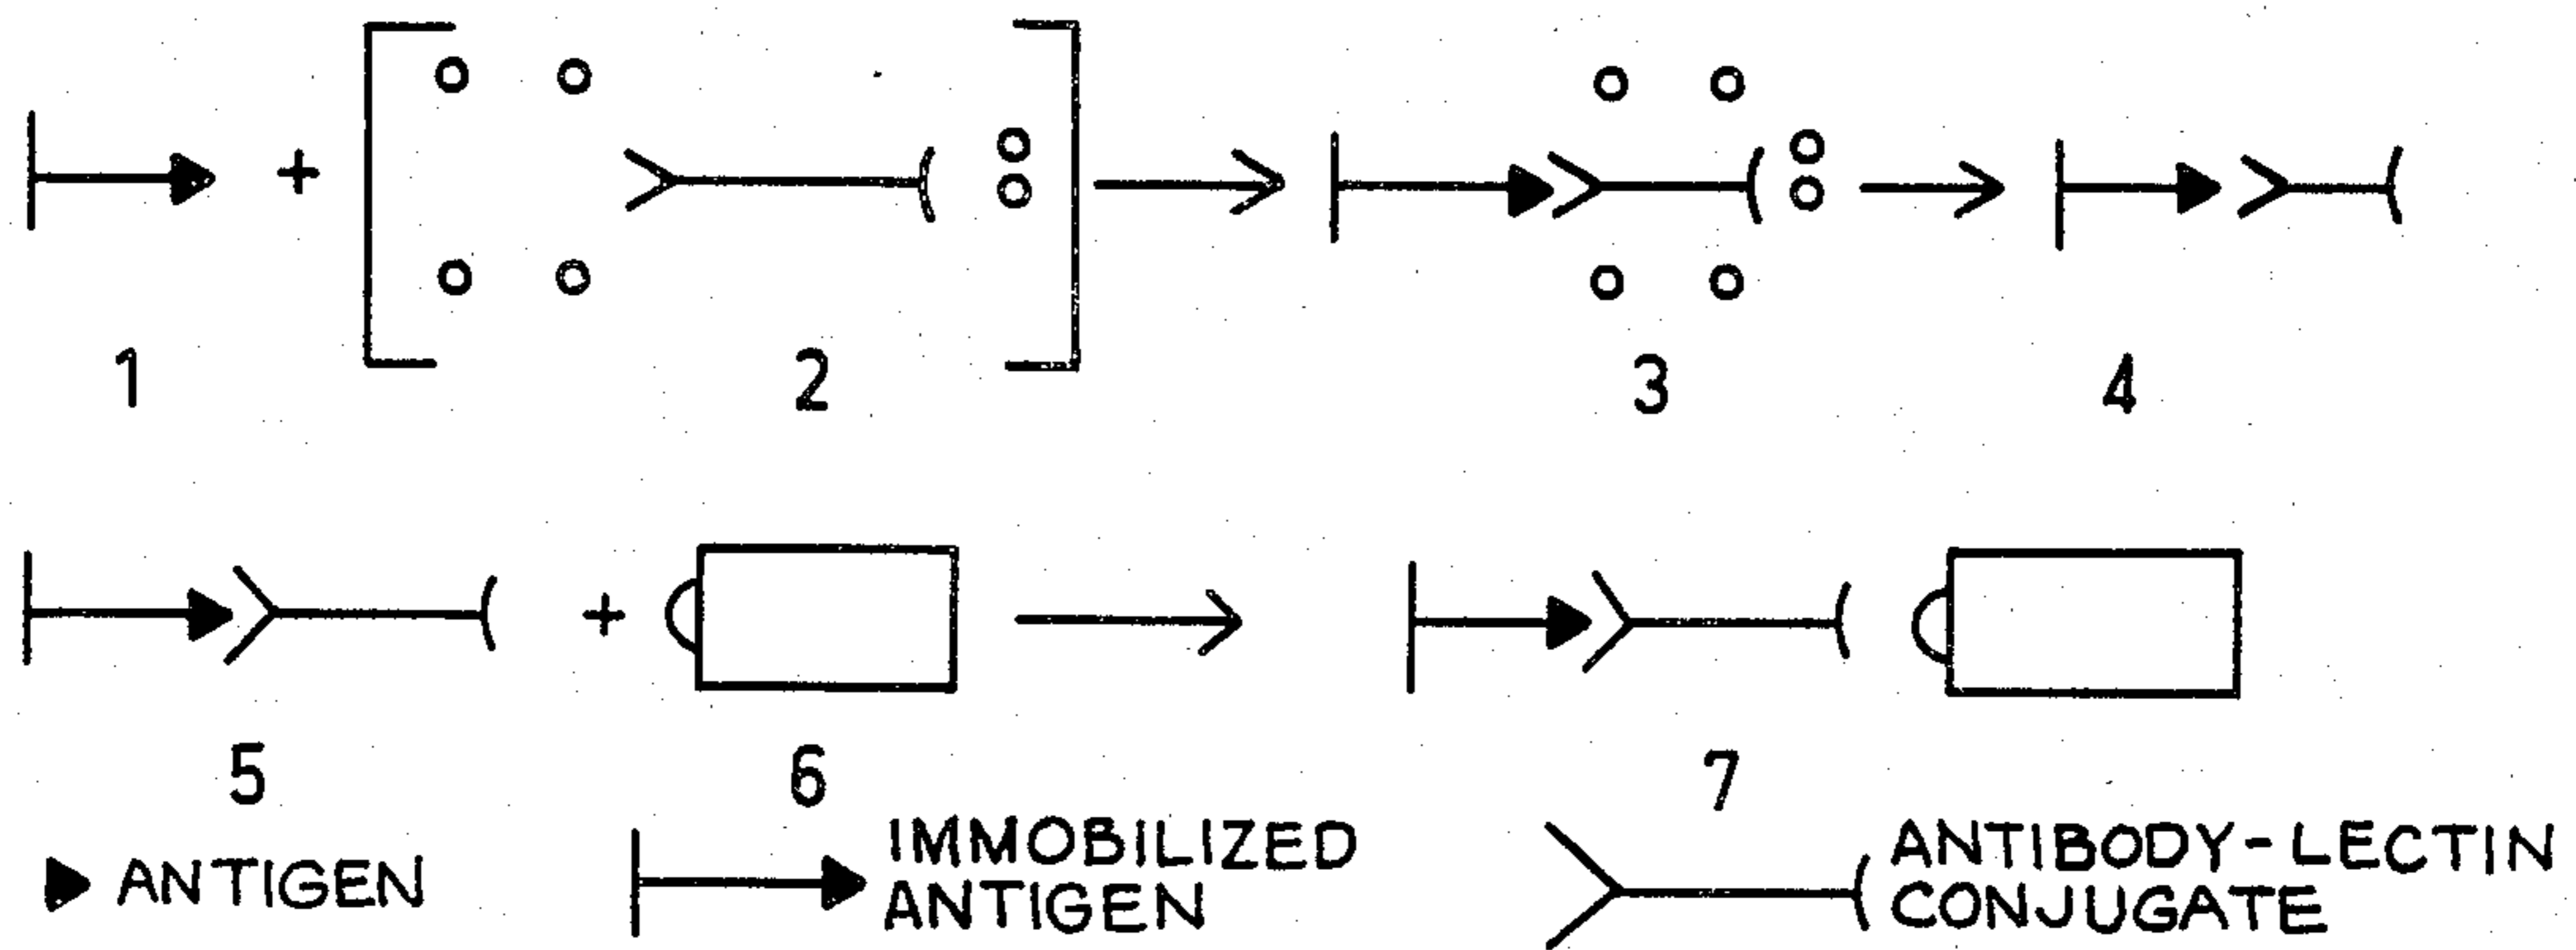 1 2 3 4
5 6 7
ANTIGEN
IMMOBILIZED
ANTIGEN
ANTIBODY-LECTIN
CONJUGATE